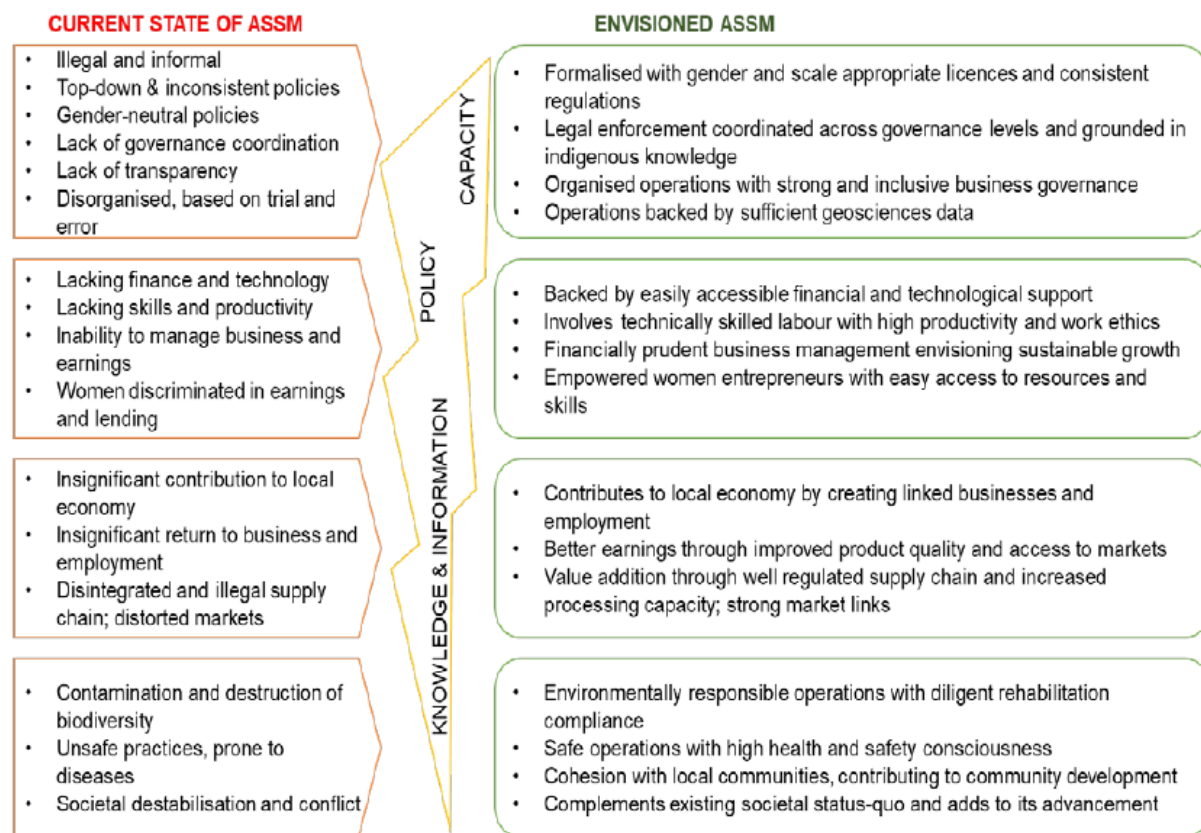 CURRENT STATE OF ASSM
• Illegal and informal
• Top-down & inconsistent policies
• Gender-neutral policies
• Lack of governance coordination
• Lack of transparency
• Disorganised, based on trial and
error
• Lacking finance and technology
• Lacking skills and productivity
• Inability to manage business and
earnings
• Women discriminated in earnings
and lending
• Insignificant contribution to local
economy
• Insignificant return to business and
employment
• Disintegrated and illegal supply
chain; distorted markets
• Contamination and destruction of
biodiversity
• Unsafe practices, prone to
diseases
• Societal destabilisation and conflict
KNOWLEDGE & INFORMATION
POLICY
CAPACITY
ENVISIONED ASSM
• Formalised with gender and scale appropriate licences and consistent
regulations
• Legal enforcement coordinated across governance levels and grounded in
indigenous knowledge
• Organised operations with strong and inclusive business governance
• Operations backed by sufficient geosciences data
• Backed by easily accessible financial and technological support
• Involves technically skilled labour with high productivity and work ethics
• Financially prudent business management envisioning sustainable growth
• Empowered women entrepreneurs with easy access to resources and
skills
• Contributes to local economy by creating linked businesses and
employment
• Better earnings through improved product quality and access to markets
• Value addition through well regulated supply chain and increased
processing capacity; strong market links
• Environmentally responsible operations with diligent rehabilitation
compliance
• Safe operations with high health and safety consciousness
• Cohesion with local communities, contributing to community development
• Complements existing societal status-quo and adds to its advancement